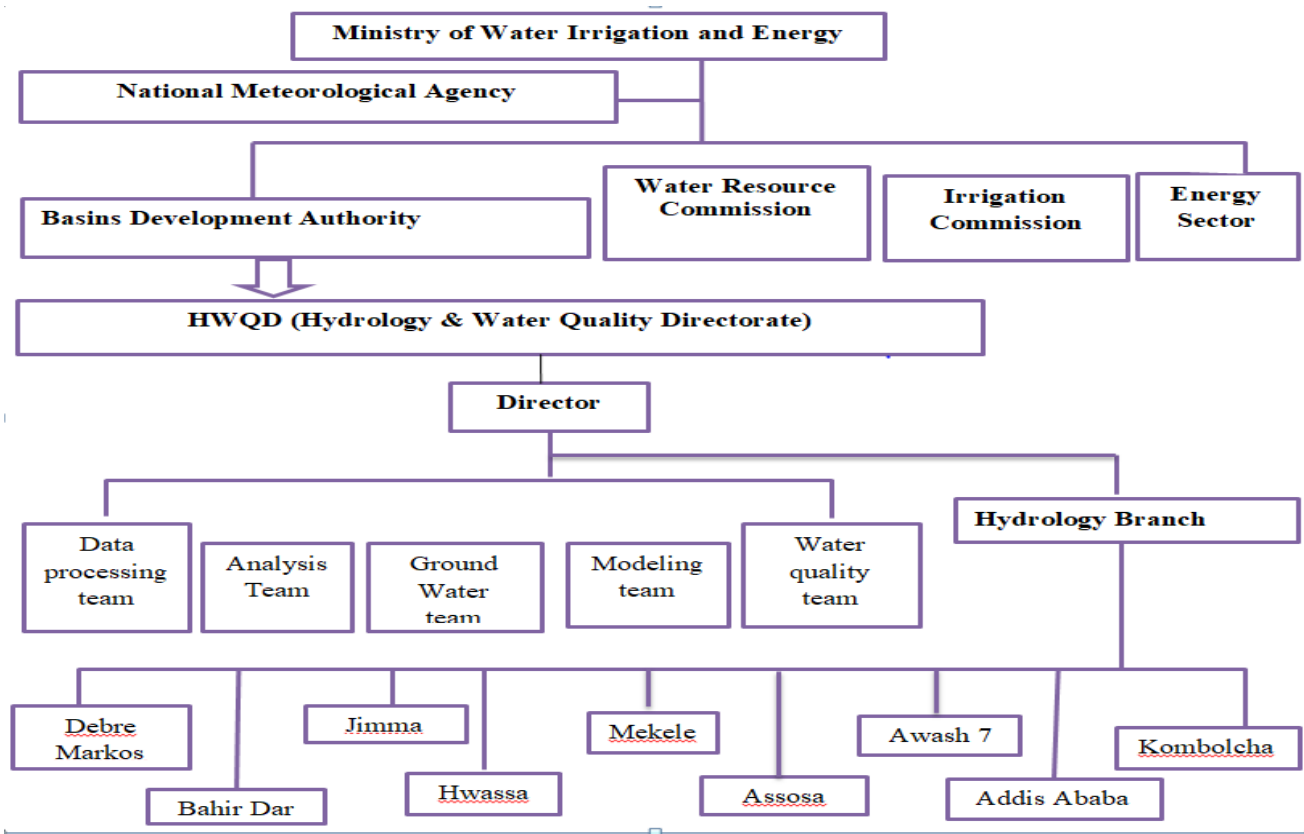 Ministry of Water Irrigation and Energy
National Meteorological Agency
Basins Development Authority
Water Resource
Commission
Irrigation
Commission
Energy
Sector
HWQD (Hydrology & Water Quality Directorate)
Director
Data
processing
team
Analysis
Team
Ground
Water
team
Modeling
team
Water
quality
team
Hydrology Branch
Debre
Markos
Bahir Dar
Jimma
Hwassa
Mekele
Assosa
Awash 7
Addis Ababa
Kombolcha